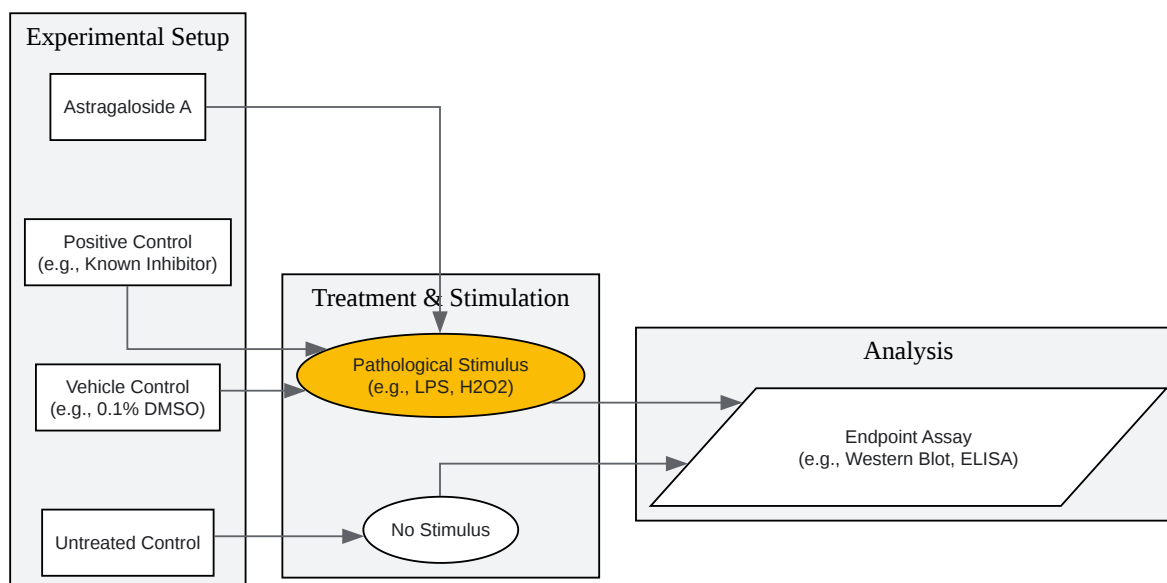 Experimental Setup
Astragaloside A
Positive Control
(e.g., Known Inhibitor)
Vehicle Control
(e.g., 0.1% DMSO)
Untreated Control
Treatment & Stimulation
Pathological Stimulus
(e.g., LPS, H2O2)
No Stimulus
Analysis
Endpoint Assay
(e.g., Western Blot, ELISA)